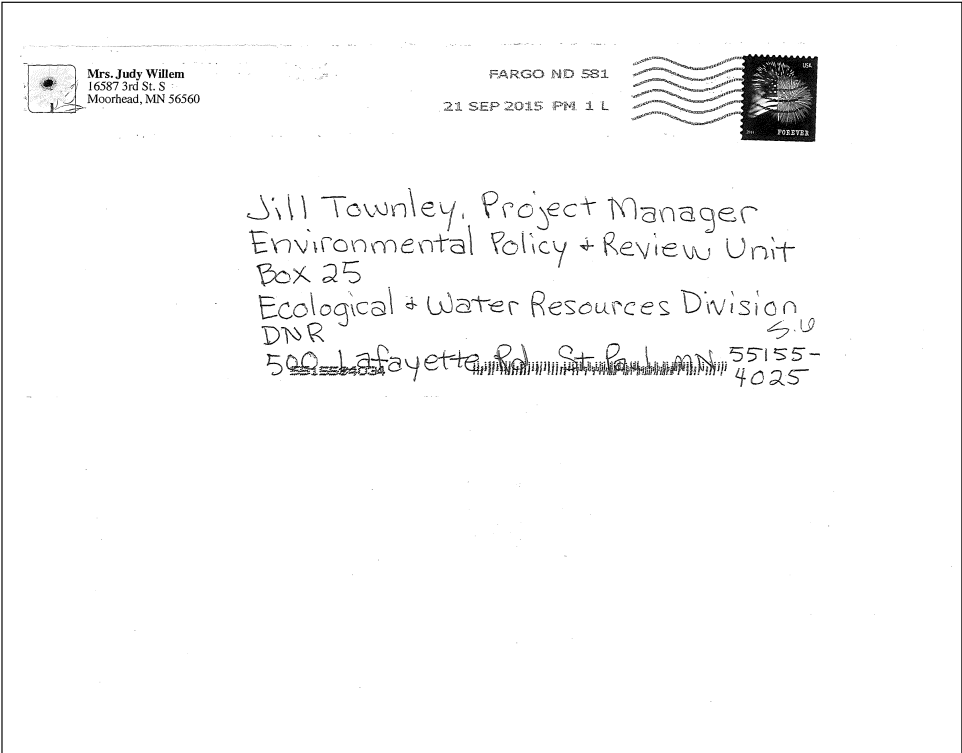 Mrs. Judy Willem
16587 3rd St. S
Moorhead, MN 56560
FARGO ND 581
21 SEP 2015 PM 1 L
USA
FOREVER
Jill Townley, Project Manager
Environmental Policy & Review Unit
Box 25
Ecological & Water Resources Division
DNR
500 Lafayette Rd St Paul MN 55155-
4025